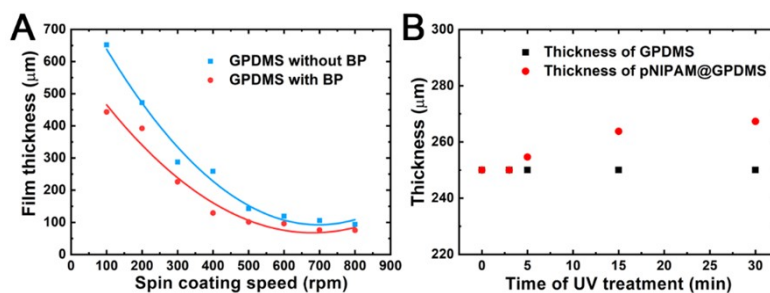 A
GPDMS without BP
GPDMS with BP
700
600
500
400
300
200
100
0
Film thickness (μm)
0 100 200 300 400 500 600 700 800 900
Spin coating speed (rpm)
B
Thickness of GPDMS
Thickness of pNIPAM@GPDMS
300
280
260
240
220
Thickness (μm)
0 5 10 15 20 25 30
Time of UV treatment (min)